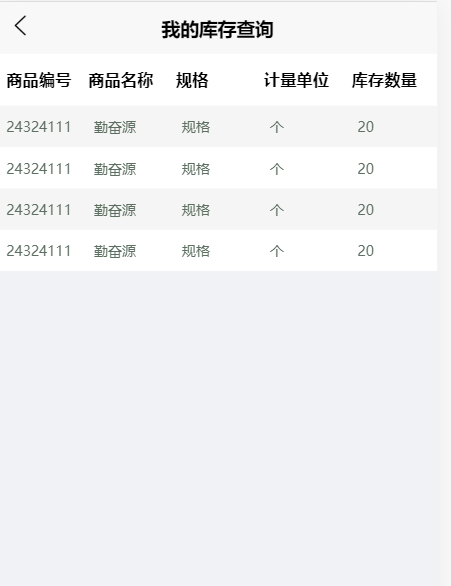 我的库存查询
商品编号 商品名称 规格 计量单位 库存数量
24324111 勤奋源 规格 个 20
24324111 勤奋源 规格 个 20
24324111 勤奋源 规格 个 20
24324111 勤奋源 规格 个 20